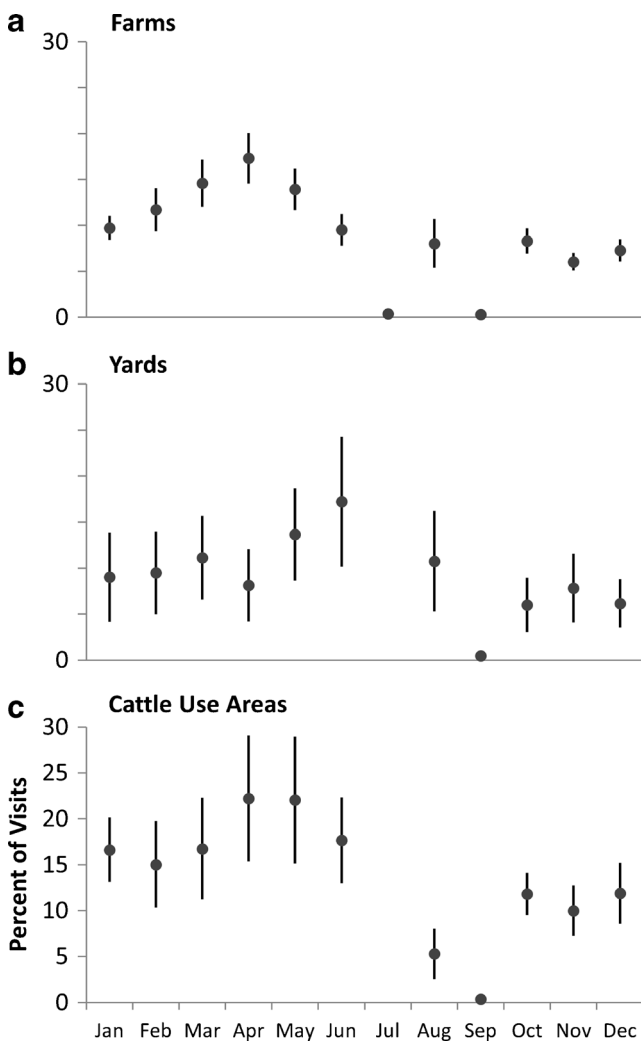 a Farms
30
0
b Yards
30
0
c Cattle Use Areas
30
25
20
15
10
5
0
Percent of Visits
Jan Feb Mar Apr May Jun Jul Aug Sep Oct Nov Dec